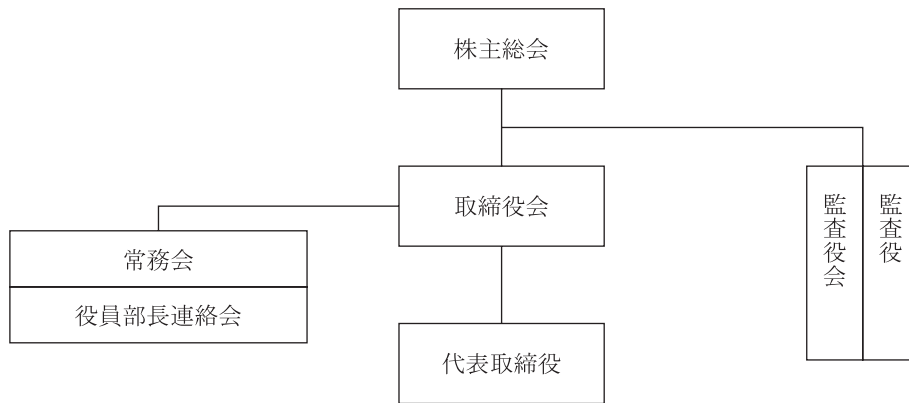 株主総会
取締役会
監査役会
監査役
常務会
役員部長連絡会
代表取締役